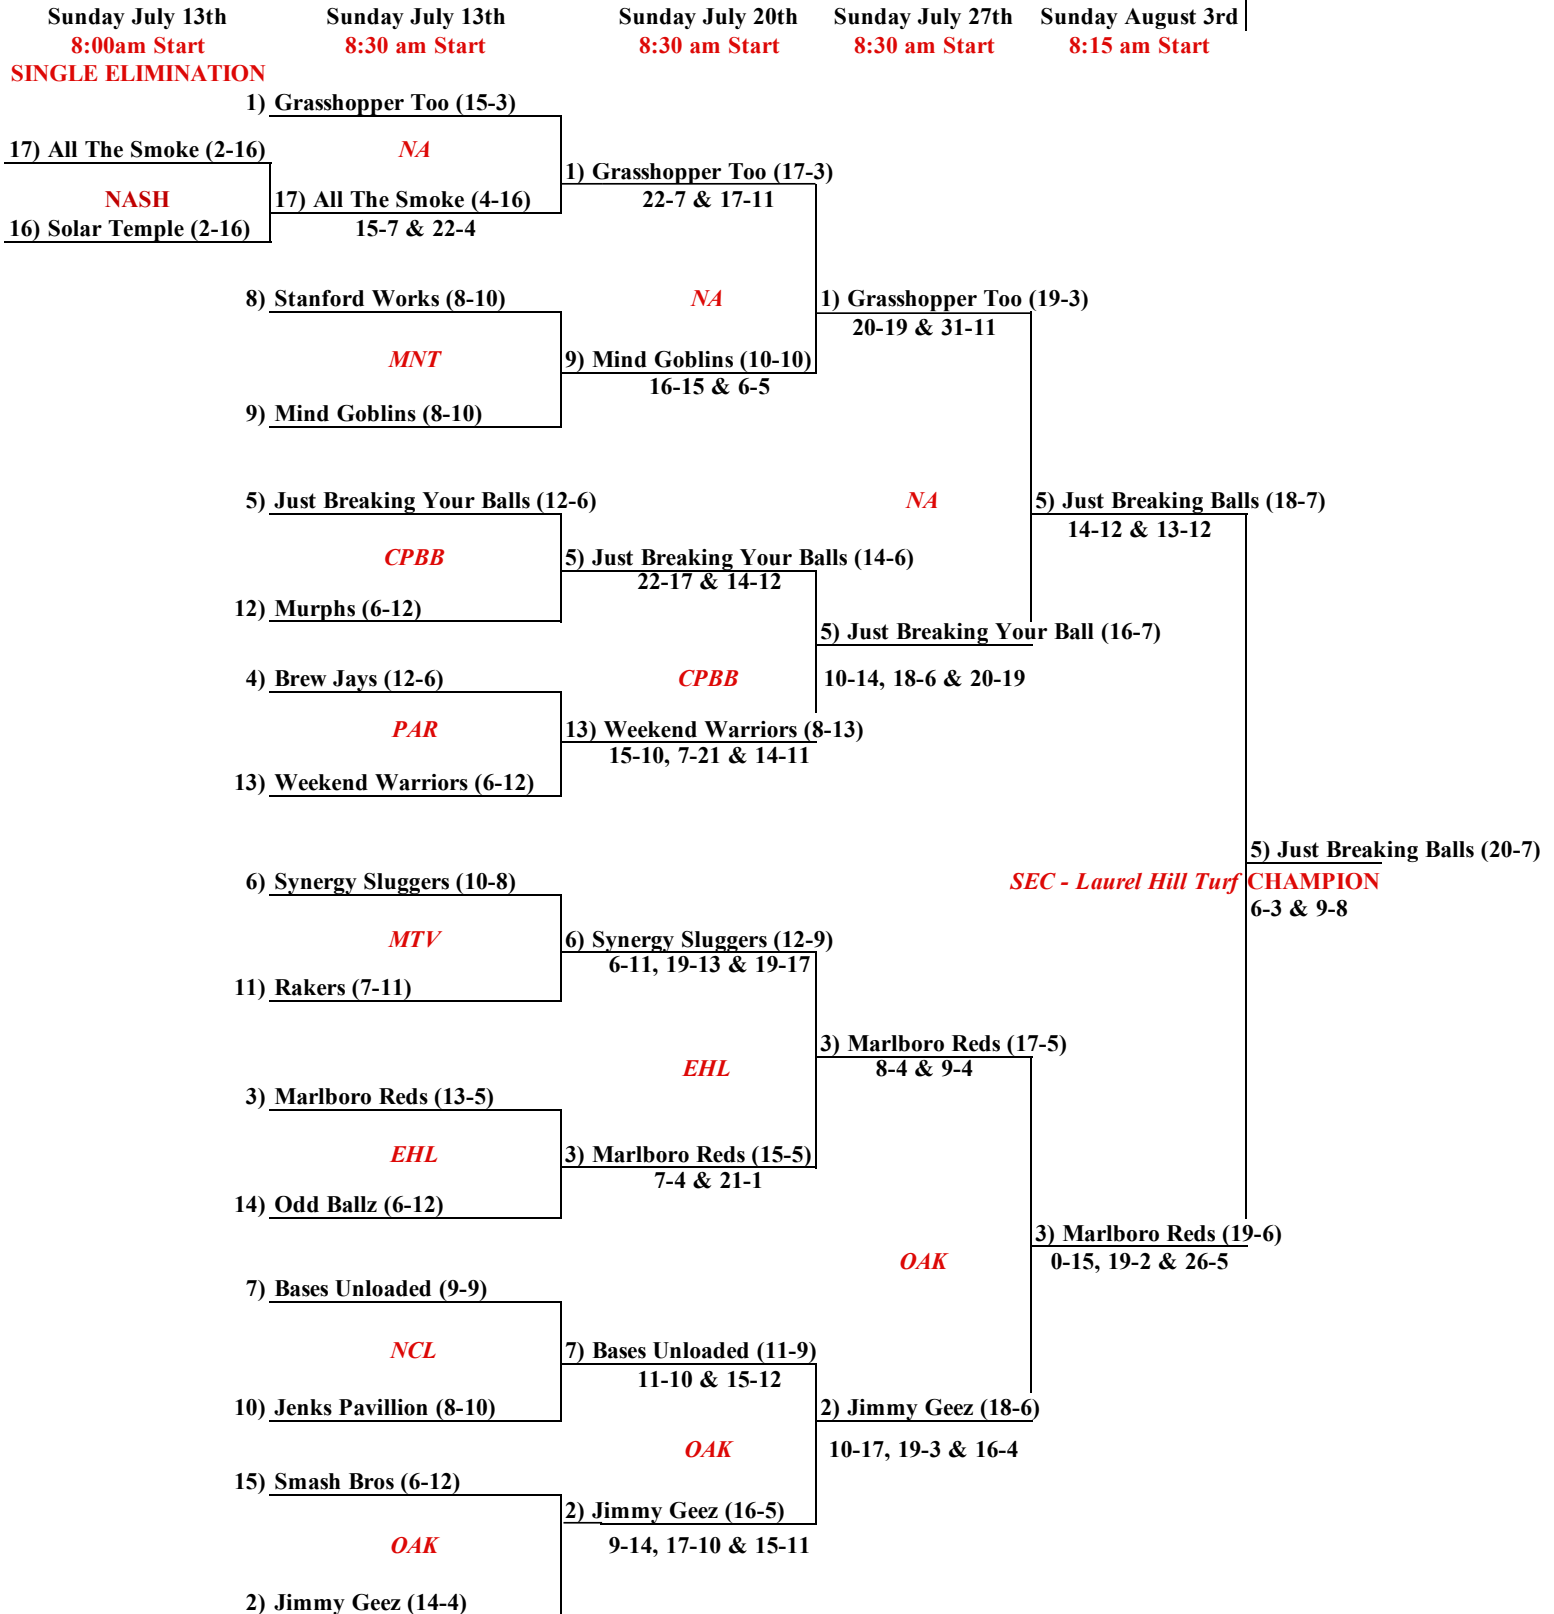 Sunday July 13th
Sunday July 13th
Sunday July 20th
Sunday July 27th
Sunday August 3rd
8:00am Start
8:30 am Start
8:30 am Start
8:30 am Start
8:15 am Start
SINGLE ELIMINATION
1) Grasshopper Too (15-3)
17) All The Smoke (2-16)
NA
1) Grasshopper Too (17-3)
NASH
17) All The Smoke (4-16)
22-7 & 17-11
16) Solar Temple (2-16)
15-7 & 22-4
8) Stanford Works (8-10)
NA
1) Grasshopper Too (19-3)
20-19 & 31-11
MNT
9) Mind Goblins (10-10)
16-15 & 6-5
9) Mind Goblins (8-10)
5) Just Breaking Your Balls (12-6)
NA
5) Just Breaking Balls (18-7)
14-12 & 13-12
CPBB
5) Just Breaking Your Balls (14-6)
22-17 & 14-12
12) Murphs (6-12)
5) Just Breaking Your Ball (16-7)
4) Brew Jays (12-6)
CPBB
10-14, 18-6 & 20-19
PAR
13) Weekend Warriors (8-13)
15-10, 7-21 & 14-11
13) Weekend Warriors (6-12)
5) Just Breaking Balls (20-7)
6) Synergy Sluggers (10-8)
SEC - Laurel Hill Turf CHAMPION
6-3 & 9-8
MTV
6) Synergy Sluggers (12-9)
6-11, 19-13 & 19-17
11) Rakers (7-11)
3) Marlboro Reds (17-5)
EHL
8-4 & 9-4
3) Marlboro Reds (13-5)
EHL
3) Marlboro Reds (15-5)
7-4 & 21-1
14) Odd Ballz (6-12)
3) Marlboro Reds (19-6)
OAK
0-15, 19-2 & 26-5
7) Bases Unloaded (9-9)
NCL
7) Bases Unloaded (11-9)
11-10 & 15-12
10) Jenks Pavillion (8-10)
2) Jimmy Geez (18-6)
OAK
10-17, 19-3 & 16-4
15) Smash Bros (6-12)
2) Jimmy Geez (16-5)
OAK
9-14, 17-10 & 15-11
2) Jimmy Geez (14-4)